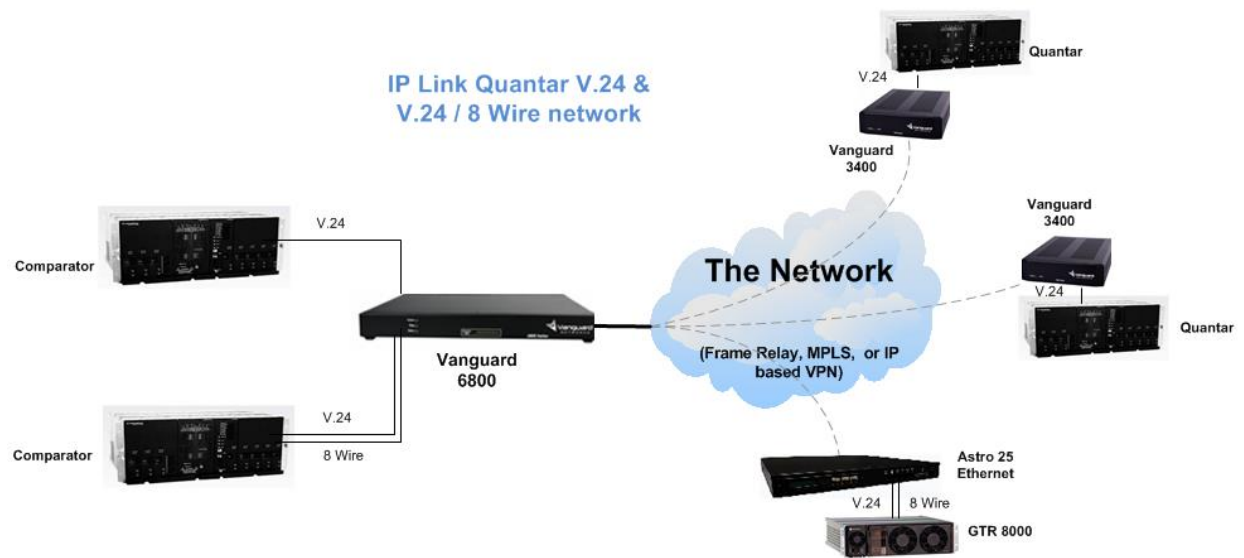 IP Link Quantar V.24 &
V.24 / 8 Wire network
Quantar
V.24
Vanguard
3400
Vanguard
3400
V.24
Quantar
V.24
Comparator
Vanguard
NETWORKS
Vanguard
6800
The Network
(Frame Relay, MPLS, or IP
based VPN)
V.24
8 Wire
Comparator
Astro 25
Ethernet
V.24
8 Wire
GTR 8000